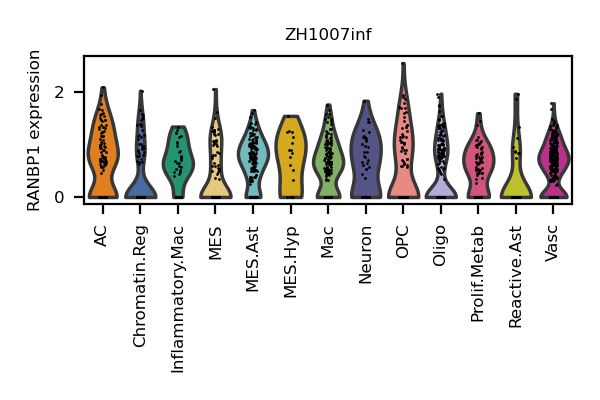 ZH1007inf
RANBP1 expression
2
0
AC
Chromatin.Reg
Inflammatory.Mac
MES
MES.Ast
MES.Hyp
Mac
Neuron
OPC
Oligo
Prolif.Metab
Reactive.Ast
Vasc